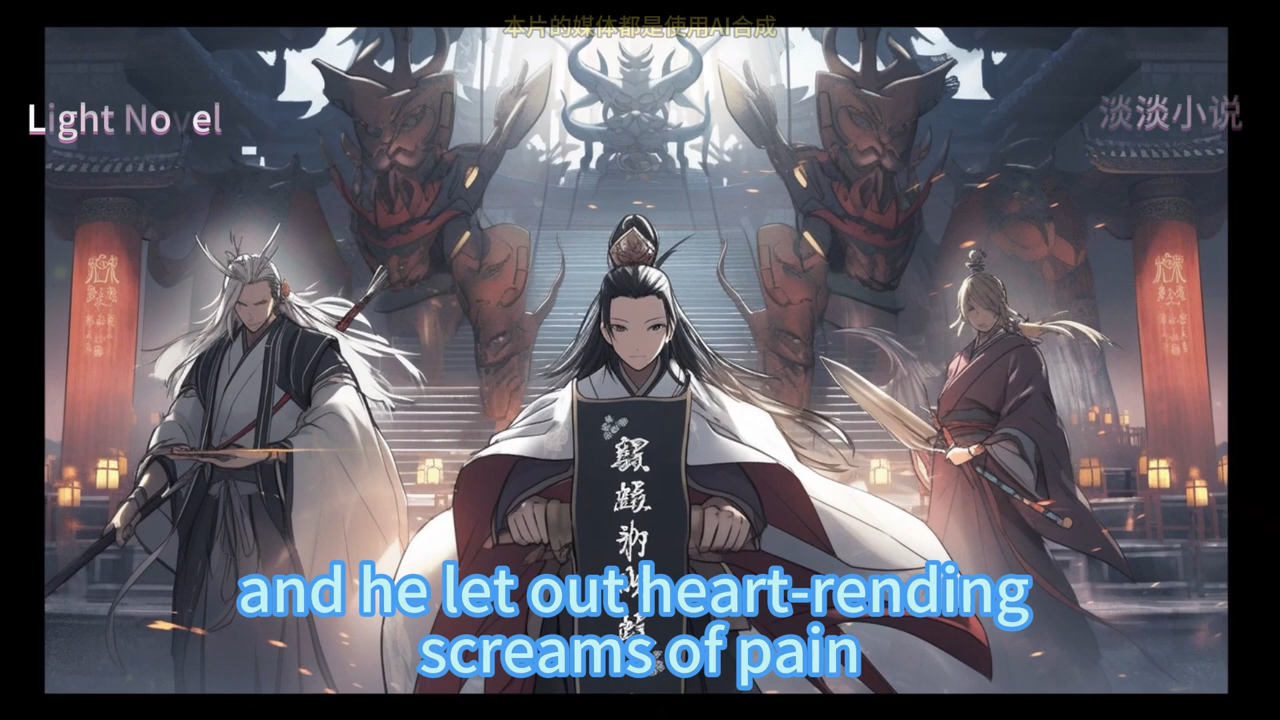 本片的媒体都是使用AI合成
Light Novel
淡淡小说
and he let out heart-rending
screams of pain